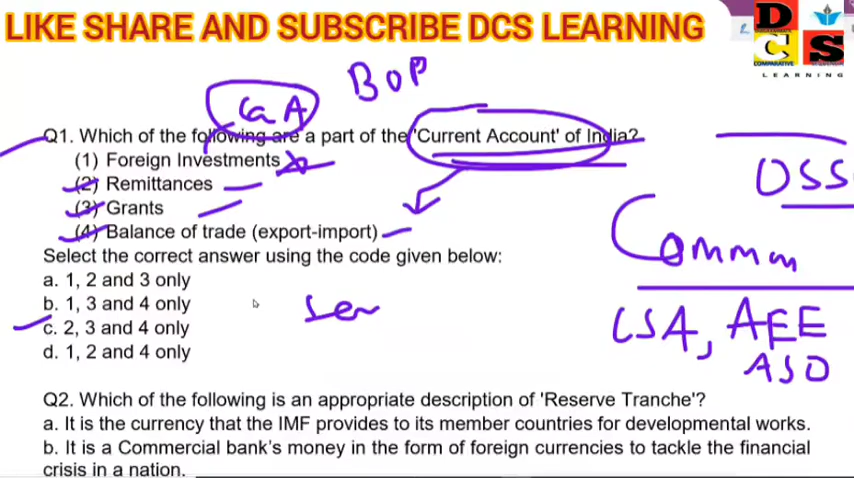 LIKE SHARE AND SUBSCRIBE DCS LEARNING
D
C
S
COMPARATIVE
LEARNING
BOP
CaA
Q1. Which of the following are a part of the 'Current Account' of India?
(1) Foreign Investments
(2) Remittances
(3) Grants
(4) Balance of trade (export-import)
Select the correct answer using the code given below:
a. 1, 2 and 3 only
b. 1, 3 and 4 only
c. 2, 3 and 4 only
d. 1, 2 and 4 only
Ser
OSS
Common
CSA, AEE
ASO
Q2. Which of the following is an appropriate description of 'Reserve Tranche'?
a. It is the currency that the IMF provides to its member countries for developmental works.
b. It is a Commercial bank's money in the form of foreign currencies to tackle the financial
crisis in a nation.